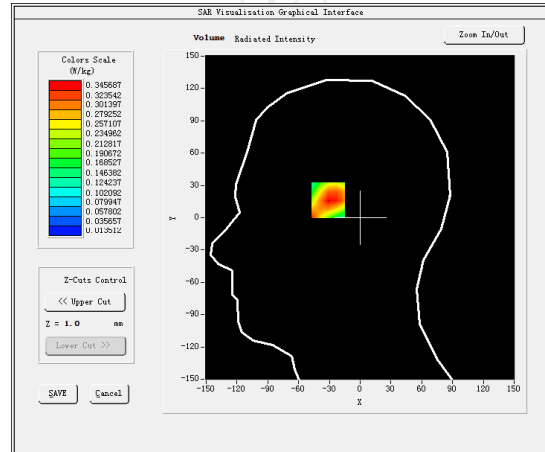 SAR Visualisation Graphical Interface
Volume Radiated Intensity
Zoom In/Out
Colors Scale
(W/kg)
0.345687
0.323542
0.301397
0.279252
0.257107
0.234962
0.212817
0.190672
0.168527
0.146382
0.124237
0.102092
0.079947
0.057802
0.035657
0.013512
Z-Cuts Control
<< Upper Cut
Z = 1.0 mm
Lower Cut >>
SAVE Cancel
150
120
90
60
30
0
-30
-60
-90
-120
-150
Y
-150 -120 -90 -60 -30 0 30 60 90 120 150
X